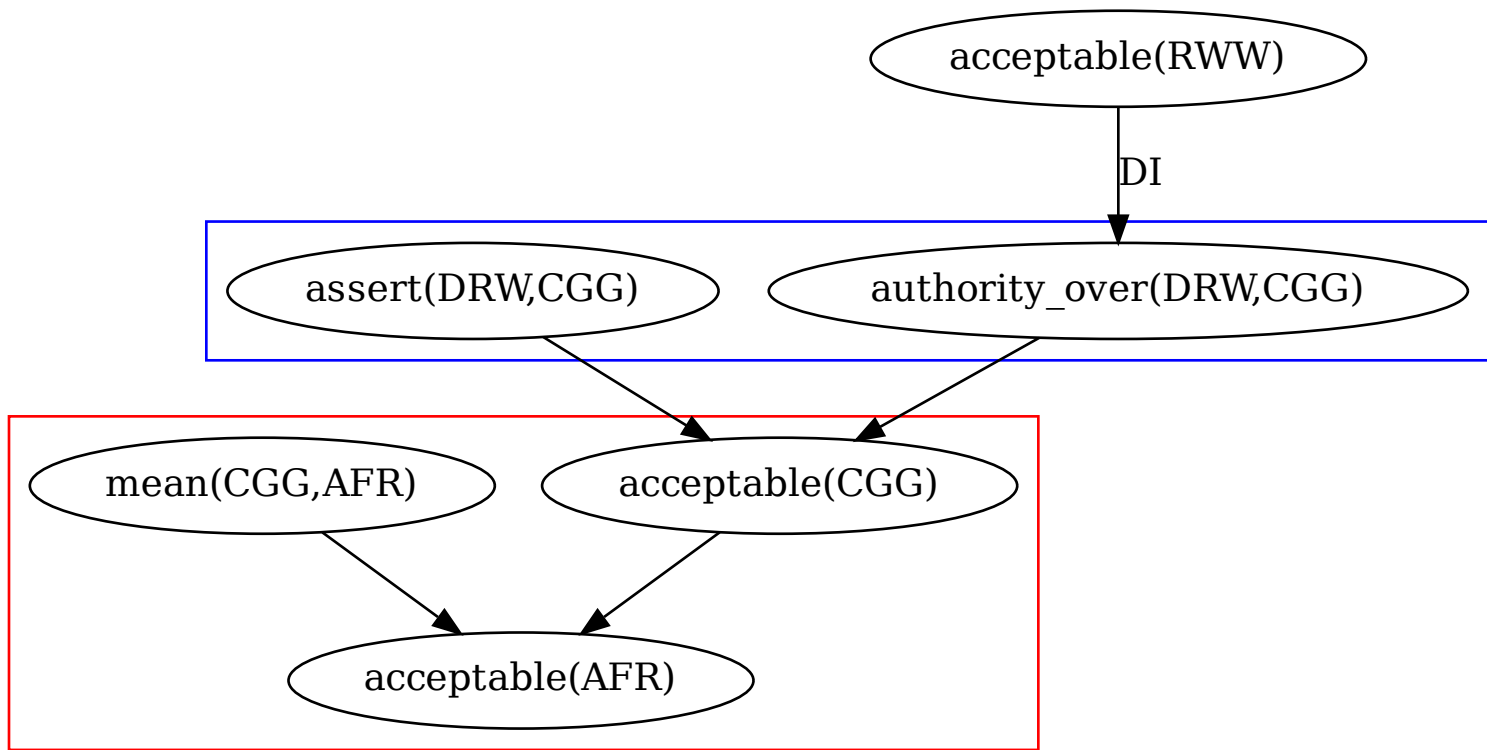 acceptable(RWW)
DI
assert(DRW,CGG)
authority_over(DRW,CGG)
mean(CGG,AFR)
acceptable(CGG)
acceptable(AFR)